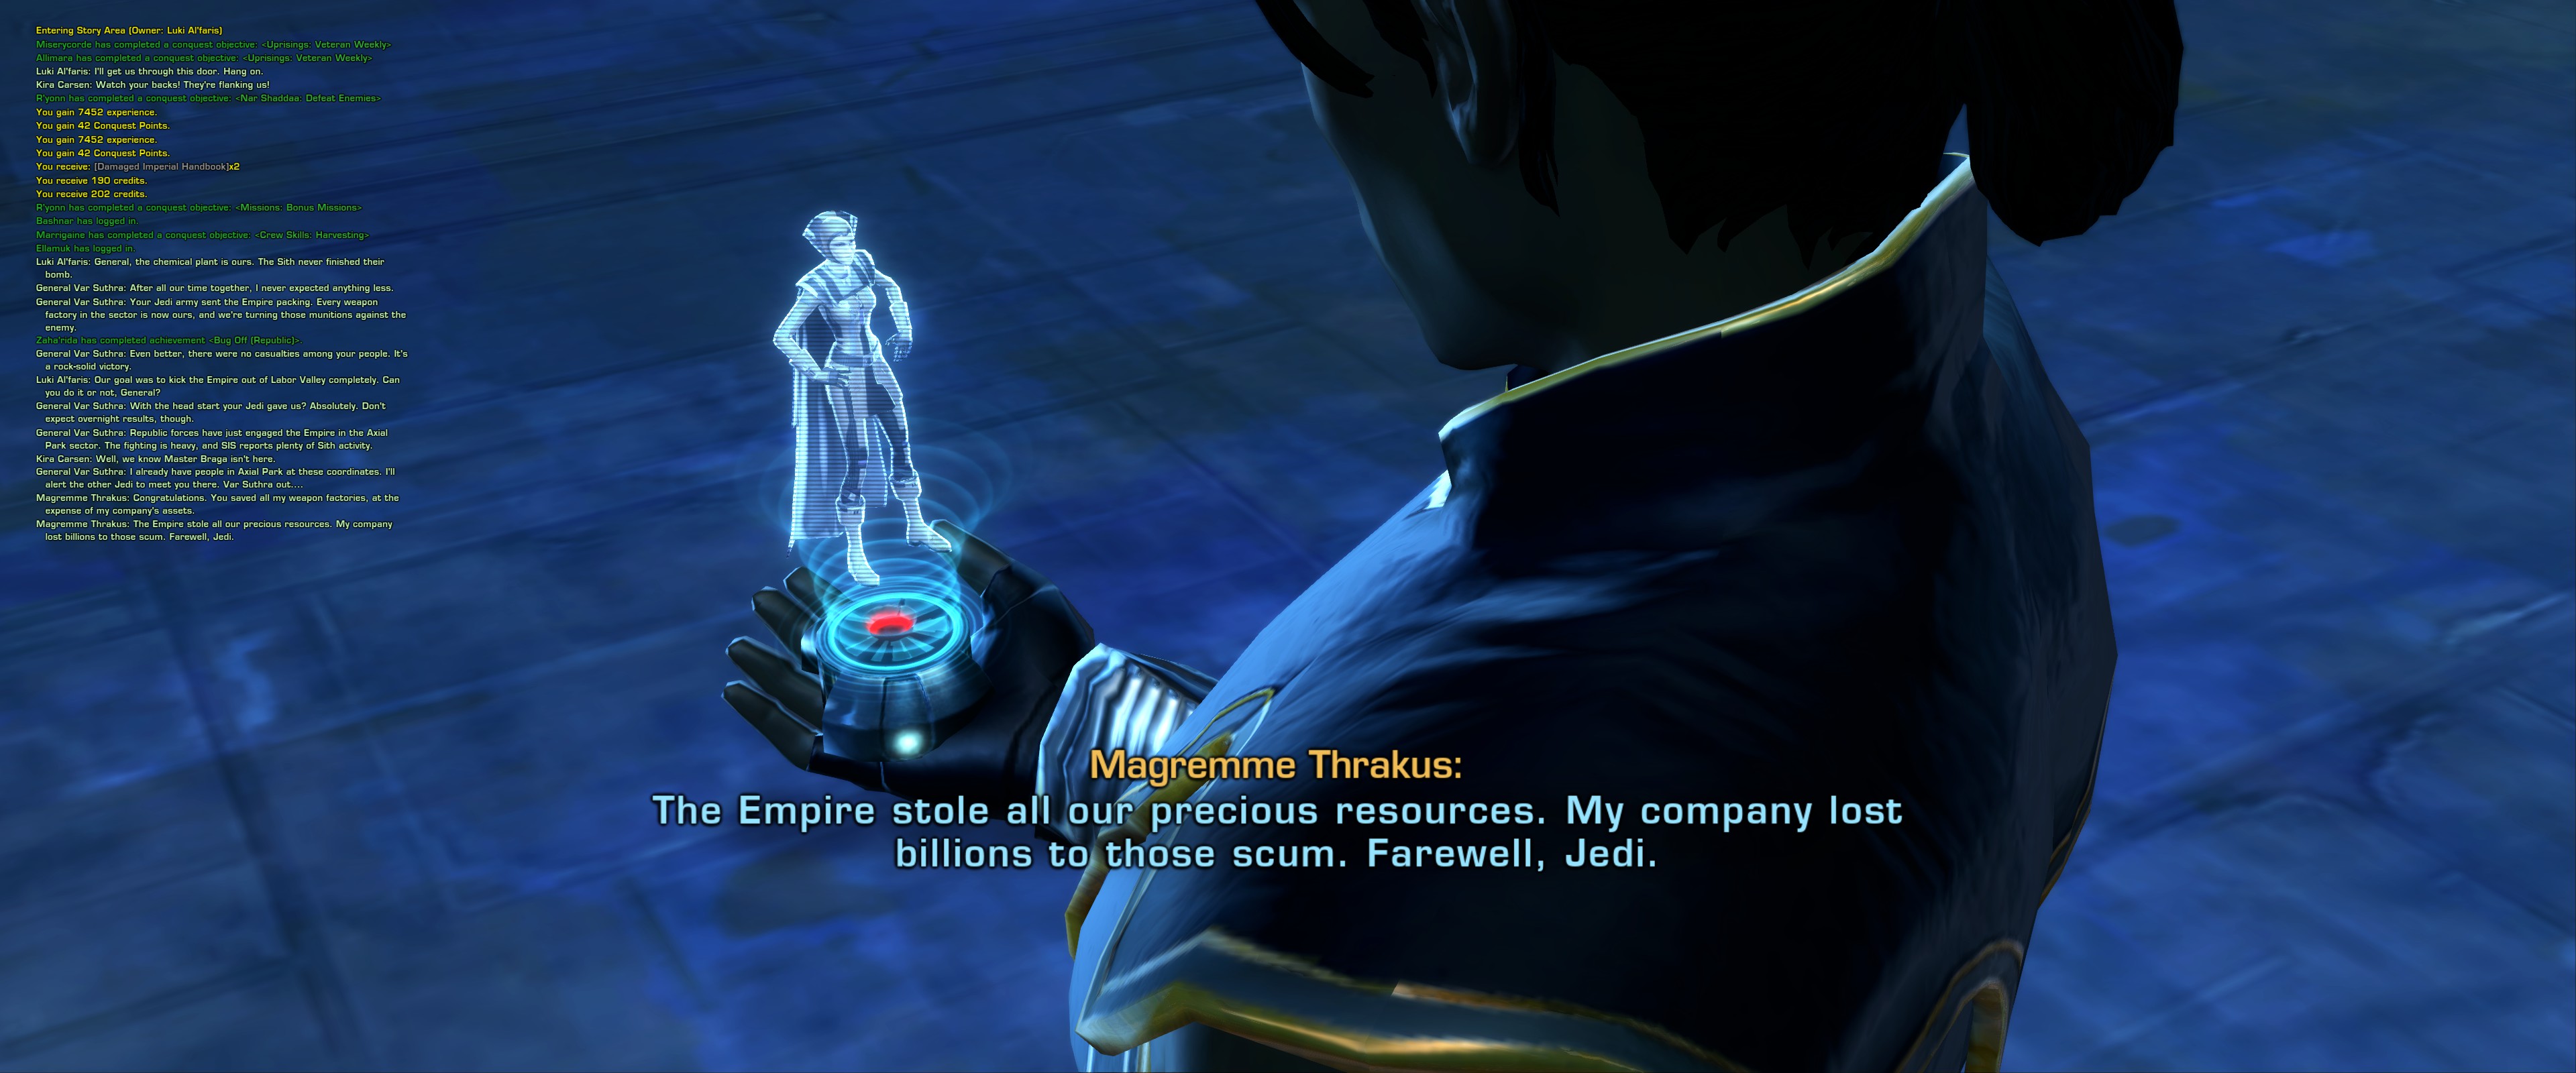 Entering Story Area (Owner: Luki Al'faris)
Miserycorde has completed a conquest objective: <Uprisings: Veteran Weekly>
Allimara has completed a conquest objective: <Uprisings: Veteran Weekly>
Luki Al'faris: I'll get us through this door. Hang on.
Kira Carsen: Watch your backs! They're flanking us!
R'yonn has completed a conquest objective: <Nar Shaddaa: Defeat Enemies>
You gain 7452 experience.
You gain 42 Conquest Points.
You gain 7452 experience.
You gain 42 Conquest Points.
You receive: [Damaged Imperial Handbook]x2
You receive 190 credits.
You receive 202 credits.
R'yonn has completed a conquest objective: <Missions: Bonus Missions>
Bashnar has logged in.
Marrigaine has completed a conquest objective: <Crew Skills: Harvesting>
Ellamuk has logged in.
Luki Al'faris: General, the chemical plant is ours. The Sith never finished their
bomb.
General Var Suthra: After all our time together, I never expected anything less.
General Var Suthra: Your Jedi army sent the Empire packing. Every weapon
factory in the sector is now ours, and we're turning those munitions against the
enemy.
Zaha'rida has completed achievement <Bug Off (Republic)>
General Var Suthra: Even better, there were no casualties among your people. It's
a rock-solid victory.
Luki Al'faris: Our goal was to kick the Empire out of Labor Valley completely. Can
you do it or not, General?
General Var Suthra: With the head start your Jedi gave us? Absolutely. Don't
expect overnight results, though.
General Var Suthra: Republic forces have just engaged the Empire in the Axial
Park sector. The fighting is heavy, and SIS reports plenty of Sith activity.
Kira Carsen: Well, we know Master Braga isn't here.
General Var Suthra: I already have people in Axial Park at these coordinates. I'll
alert the other Jedi to meet you there. Var Suthra out....
Magremme Thrakus: Congratulations. You saved all my weapon factories, at the
expense of my company's assets.
Magremme Thrakus: The Empire stole all our precious resources. My company
lost billions to those scum. Farewell, Jedi.
Magremme Thrakus:
The Empire stole all our precious resources. My company lost
billions to those scum. Farewell, Jedi.